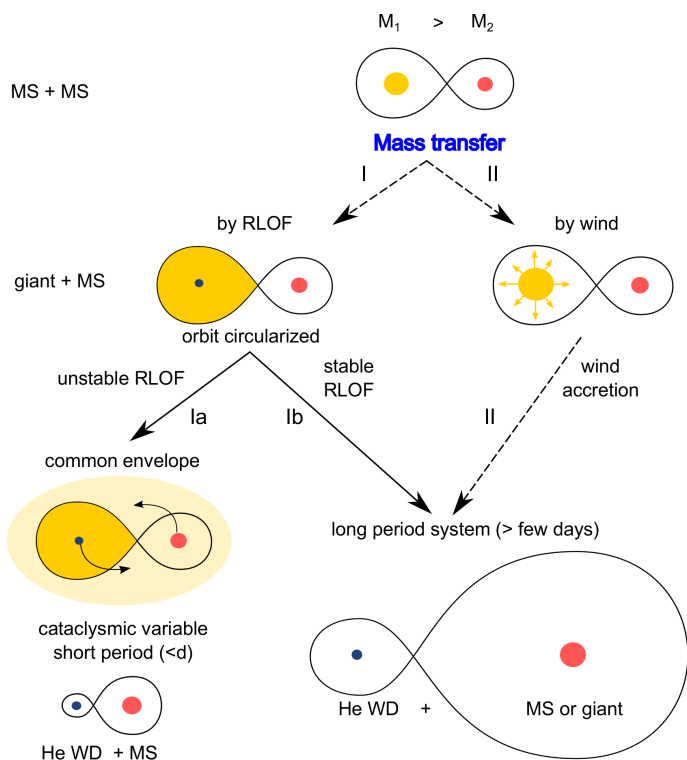 M₁ > M₂
MS + MS
Mass transfer
I II
by RLOF by wind
giant + MS
orbit circularized
unstable RLOF
stable
RLOF
wind
accretion
Ia Ib II
common envelope
long period system (> few days)
cataclysmic variable
short period (<d)
He WD + MS or giant
He WD + MS